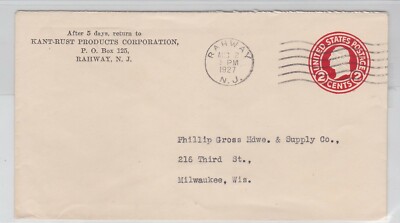 After 5 days, return to
KANT-RUST PRODUCTS CORPORATION,
P. O. Box 125,
RAHWAY, N. J.
RAHWAY
PM
1927
N.J.
UNITED STATES POSTAGE
2 CENTS 2
Phillip Gross Hdwe. & Supply Co.,
216 Third St.,
Milwaukee, Wis.